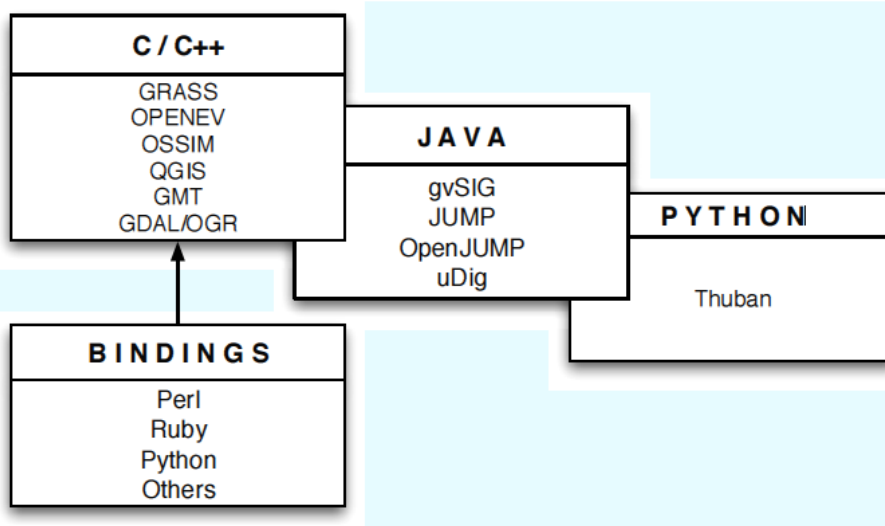 C / C++
GRASS
OPENEV
OSSIM
QGIS
GMT
GDAL/OGR
JAVA
gvSIG
JUMP
OpenJUMP
uDig
PYTHON
Thuban
BINDINGS
Perl
Ruby
Python
Others